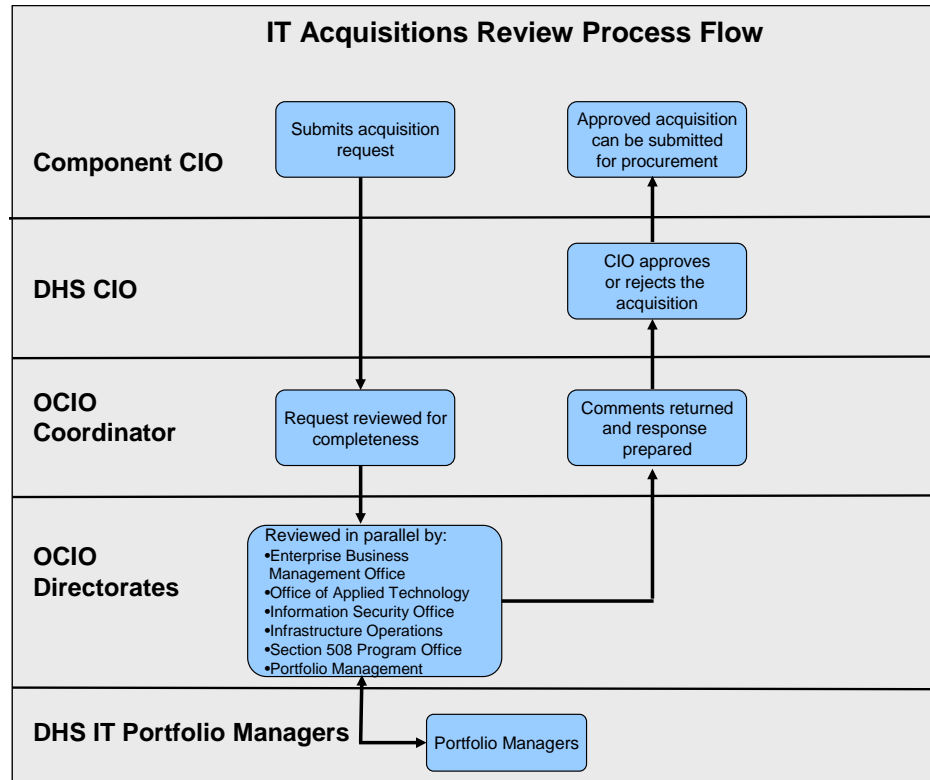 IT Acquisitions Review Process Flow
Component CIO
Submits acquisition
request
Approved acquisition
can be submitted
for procurement
DHS CIO
CIO approves
or rejects the
acquisition
OCIO
Coordinator
Request reviewed for
completeness
Comments returned
and response
prepared
OCIO
Directorates
Reviewed in parallel by:
•Enterprise Business
Management Office
•Office of Applied Technology
•Information Security Office
•Infrastructure Operations
•Section 508 Program Office
•Portfolio Management
DHS IT Portfolio Managers
Portfolio Managers